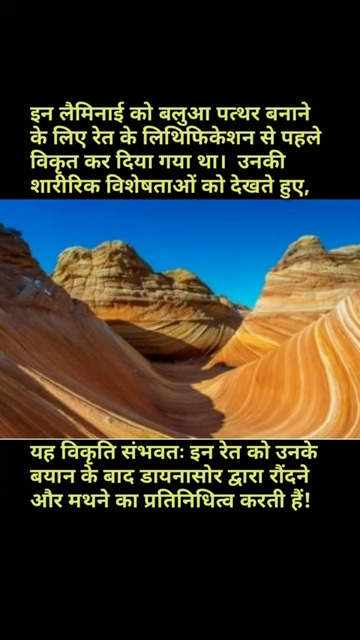 इन लैमिनाई को बलुआ पत्थर बनाने
के लिए रेत के लिथिफिकेशन से पहले
विकृत कर दिया गया था।  उनकी
शारीरिक विशेषताओं को देखते हुए,
यह विकृति संभवतः इन रेत को उनके
बयान के बाद डायनासोर द्वारा रौंदने
और मथने का प्रतिनिधित्व करती हैं!